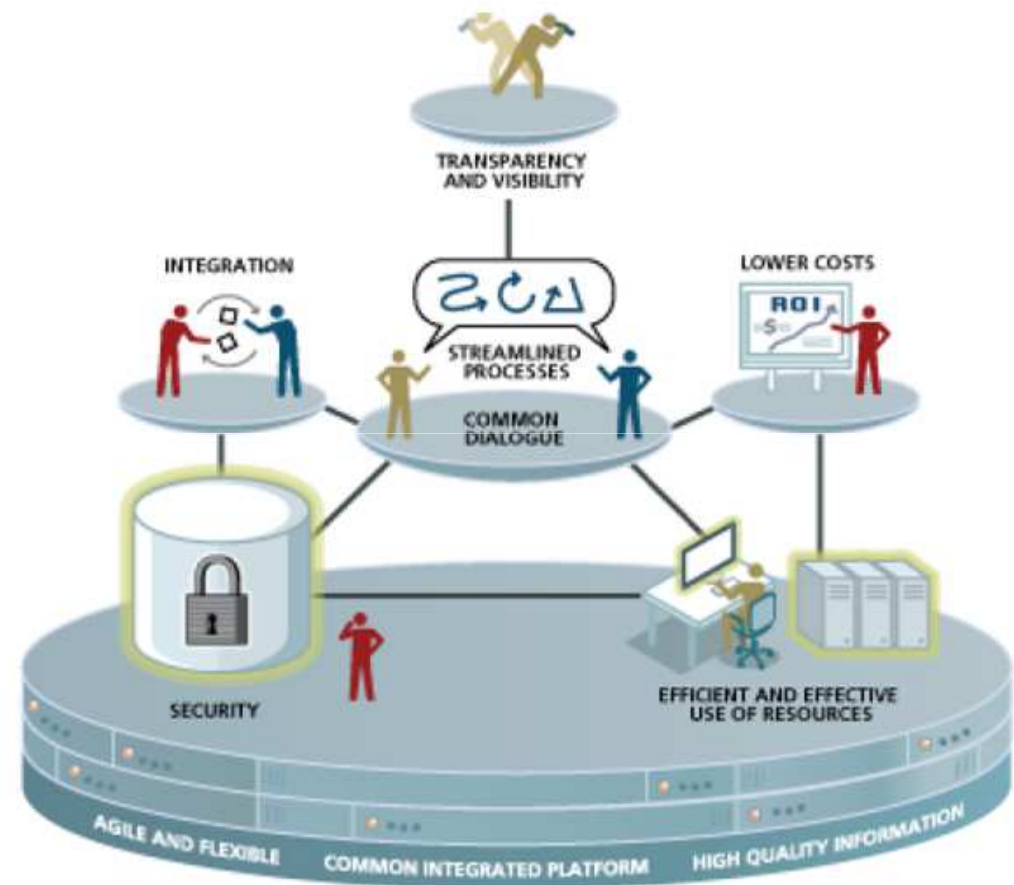 TRANSPARENCY
AND VISIBILITY
INTEGRATION
LOWER COSTS
ROI
S
STREAMLINED
PROCESSES
COMMON
DIALOGUE
SECURITY
EFFICIENT AND EFFECTIVE
USE OF RESOURCES
AGILE AND FLEXIBLE
COMMON INTEGRATED PLATFORM
HIGH QUALITY INFORMATION